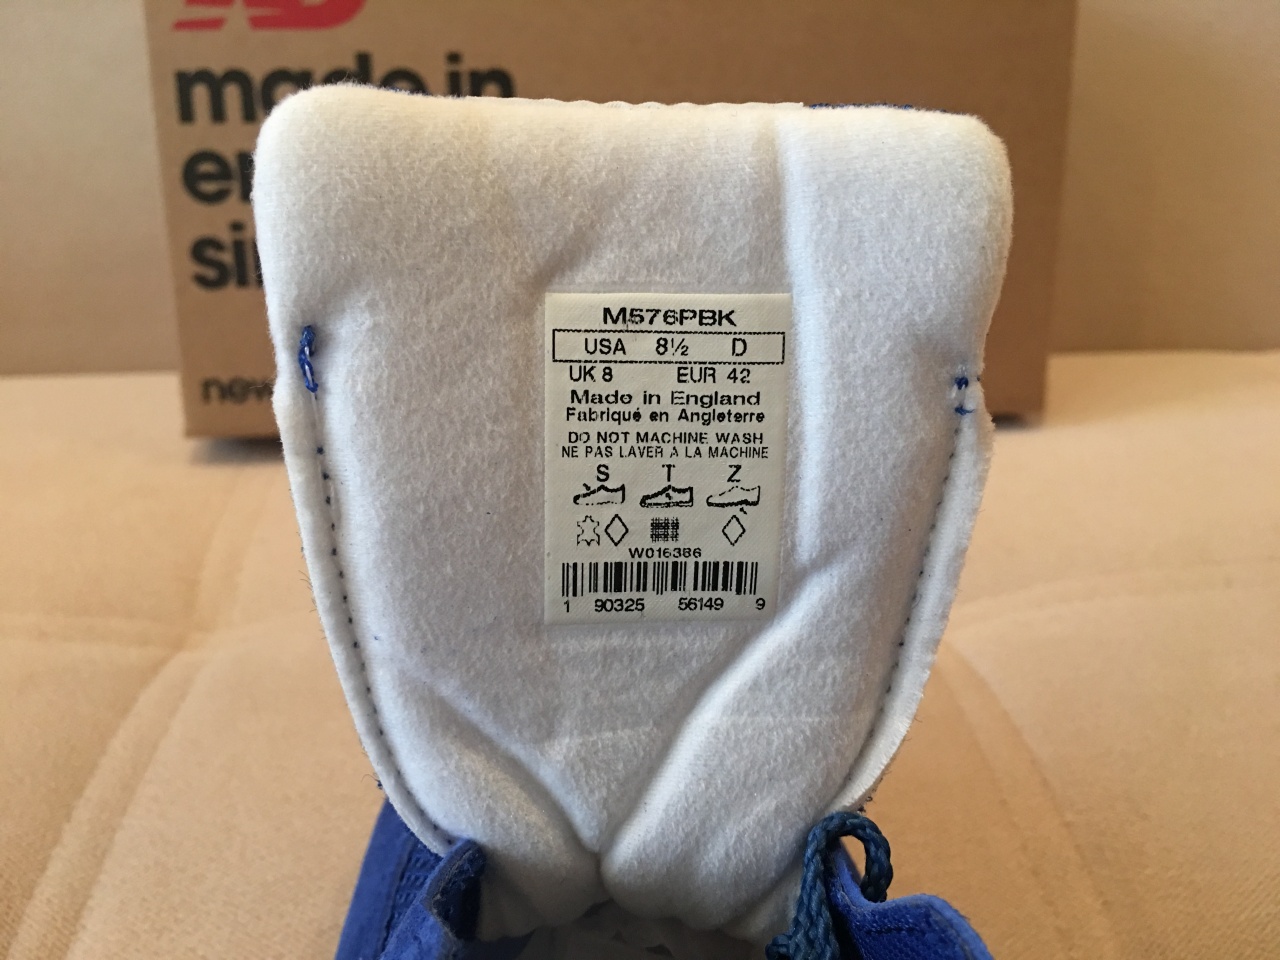 made in
M576PBK
USA 8½ D
UK 8 EUR 42
Made in England
Fabriqué en Angleterre
DO NOT MACHINE WASH
NE PAS LAVER A LA MACHINE
S T Z
W016386
1 90325 56149 9
new